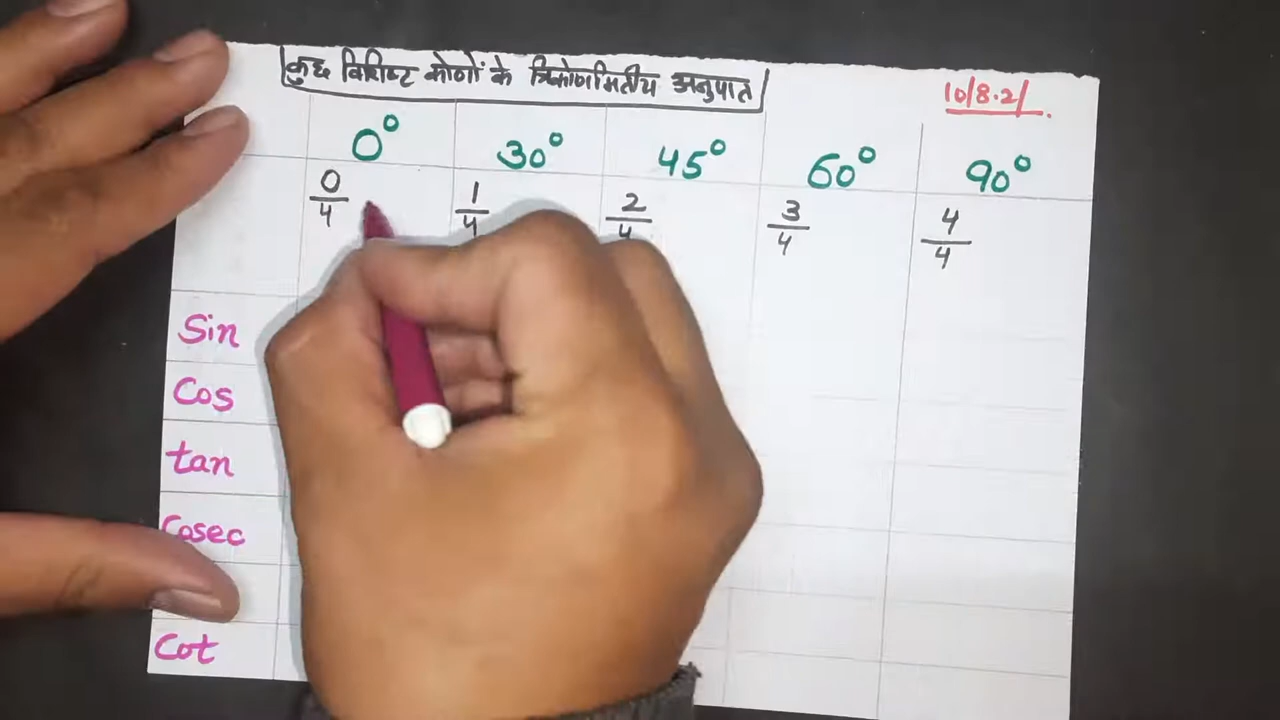 कुछ विशिष्ट कोणों के त्रिकोणमितीय अनुपात
10/8.2/
0° 30° 45° 60° 90°
0/4 1/4 2/4 3/4 4/4
Sin
Cos
tan
Cosec
Cot